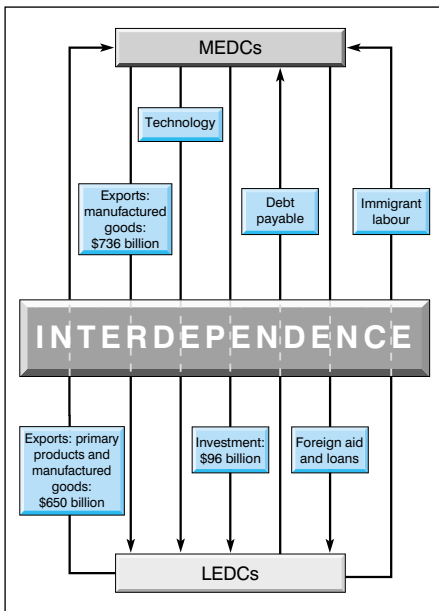 MEDCs
Technology
Exports:
manufactured
goods:
$736 billion
Debt
payable
Immigrant
labour
INTERDEPENDENCE
Exports: primary
products and
manufactured
goods:
$650 billion
Investment:
$96 billion
Foreign aid
and loans
LEDCs